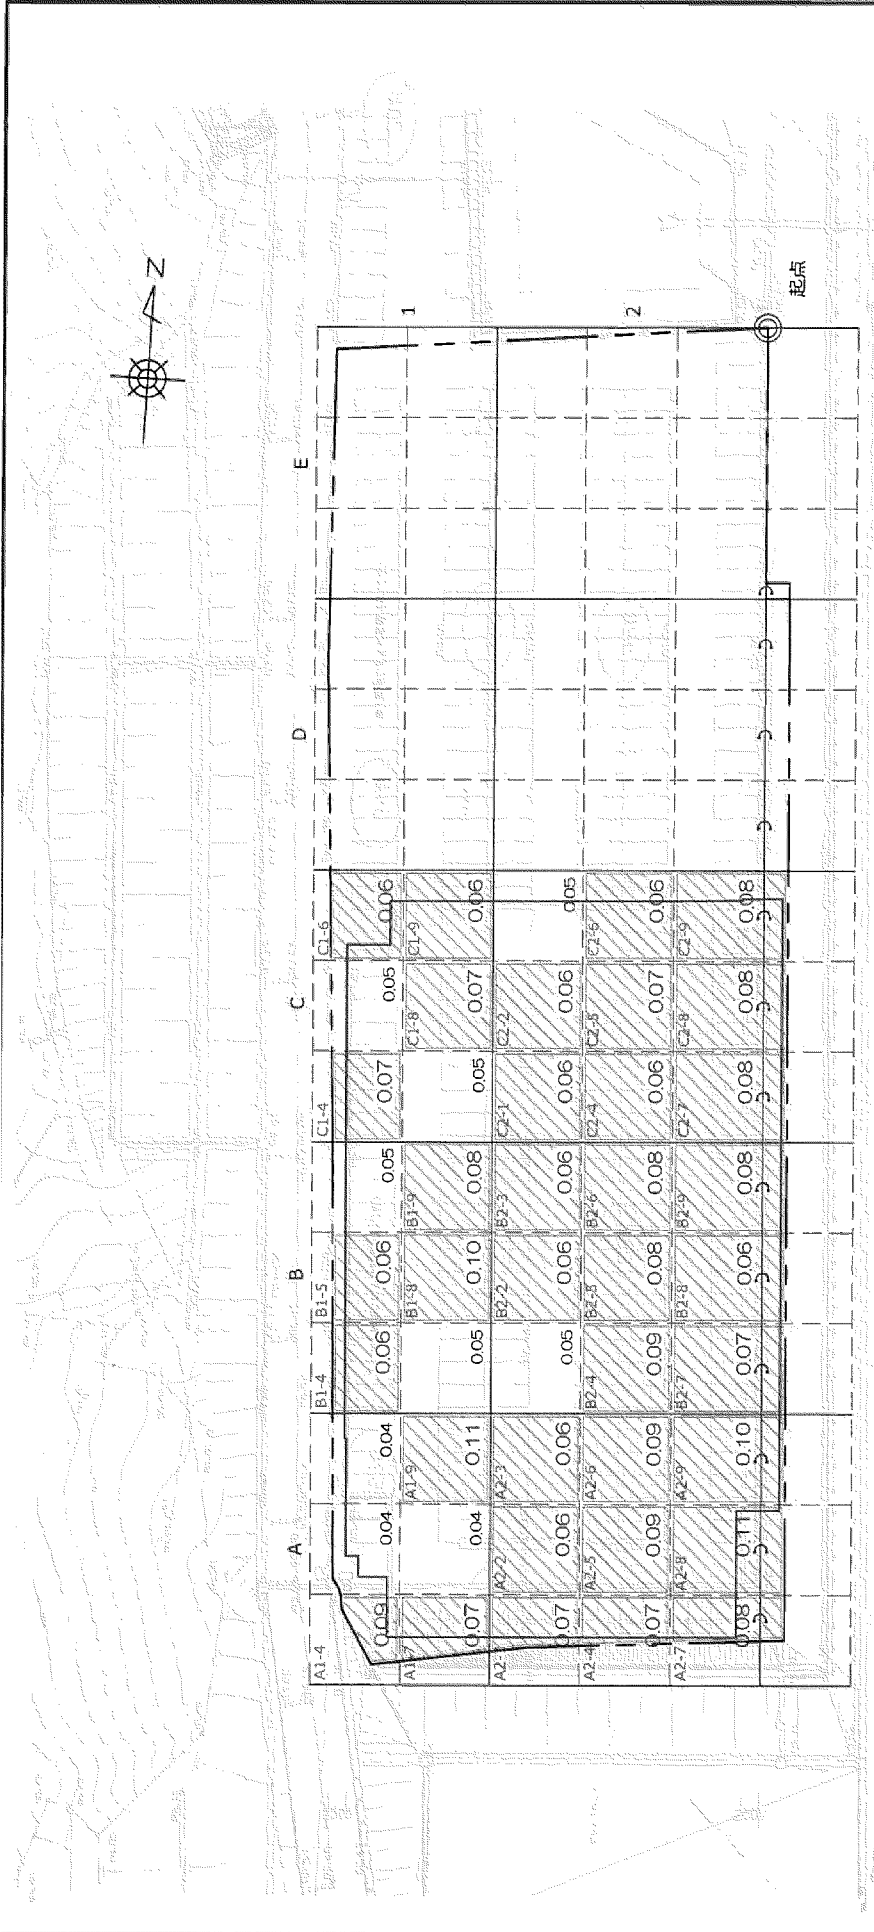 N
A B C D E
A1-4 B1-4 B1-5 C1-4 C1-6
0.09 0.04 0.04 0.06 0.06 0.05 0.07 0.05 0.06
1
A1-7 A1-9 B1-8 B1-9 C1-8 C1-9
0.07 0.04 0.11 0.05 0.10 0.08 0.05 0.07 0.06
A2-2 A2-3 B2-2 B2-3 C2-1 C2-2
0.07 0.06 0.06 0.05 0.06 0.06 0.06 0.06 0.05
2
A2-4 A2-5 A2-6 B2-4 B2-5 B2-6 C2-4 C2-5 C2-6
0.07 0.09 0.09 0.09 0.08 0.08 0.06 0.07 0.06
A2-7 A2-8 A2-9 B2-7 B2-8 B2-9 C2-7 C2-8 C2-9
0.08 0.11 0.10 0.07 0.06 0.08 0.08 0.08 0.08
起点